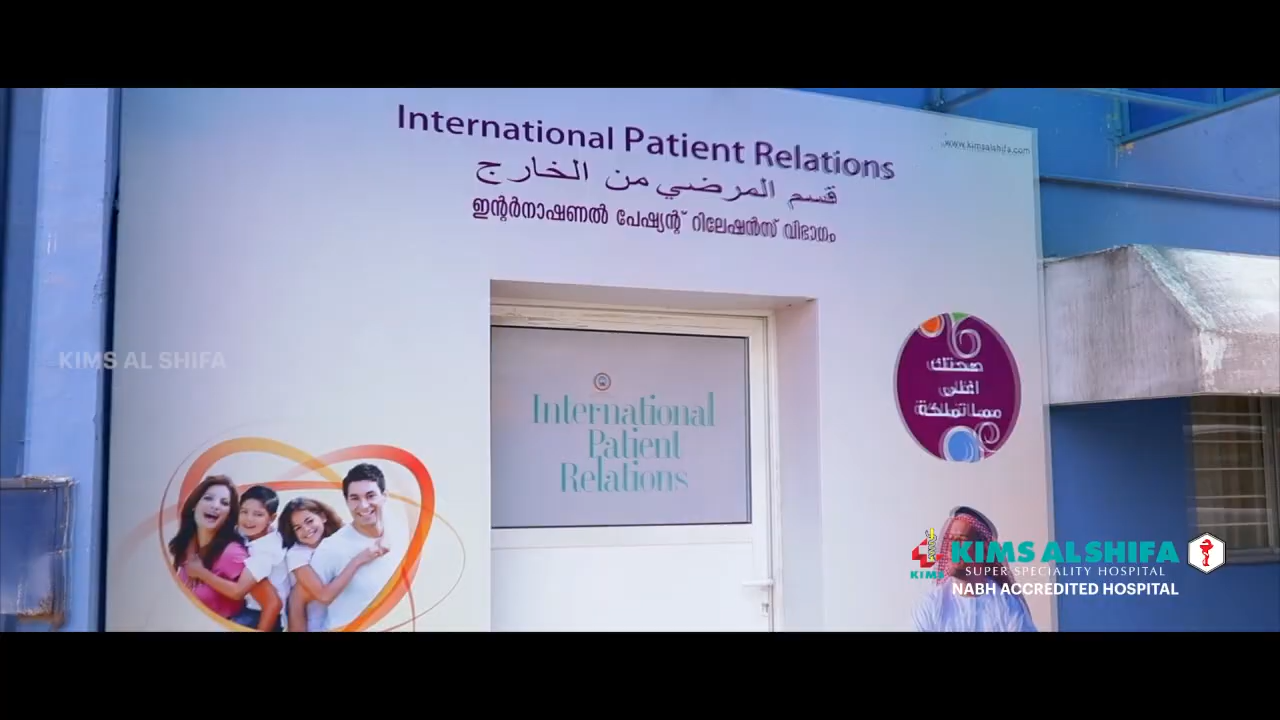 International Patient Relations
www.kimsalshifa.com
قسم المرضي من الخارج
ഇന്റർനാഷണൽ പേഷ്യന്റ് റിലേഷൻസ് വിഭാഗം
KIMS AL SHIFA
صحتك
اغلى
مما تملكة
International
Patient
Relations
KIMS
KIMS AL SHIFA
SUPER SPECIALITY HOSPITAL
NABH ACCREDITED HOSPITAL